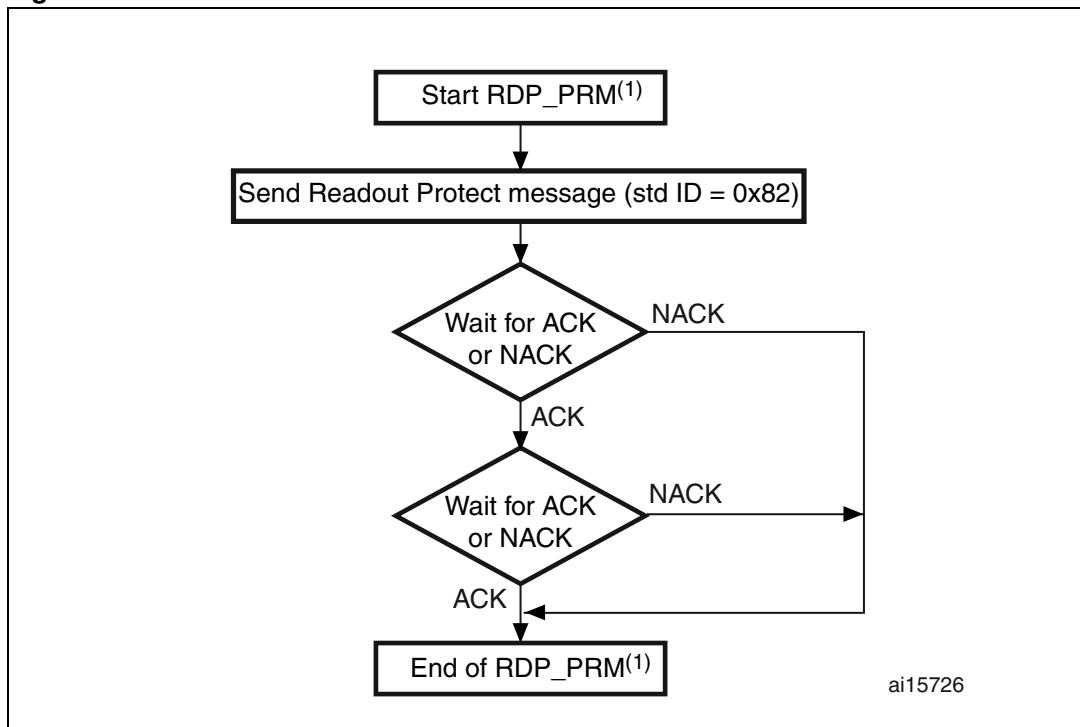 Start RDP_PRM(1)
Send Readout Protect message (std ID = 0x82)
Wait for ACK
or NACK
NACK
ACK
Wait for ACK
or NACK
NACK
ACK
End of RDP_PRM(1)
ai15726